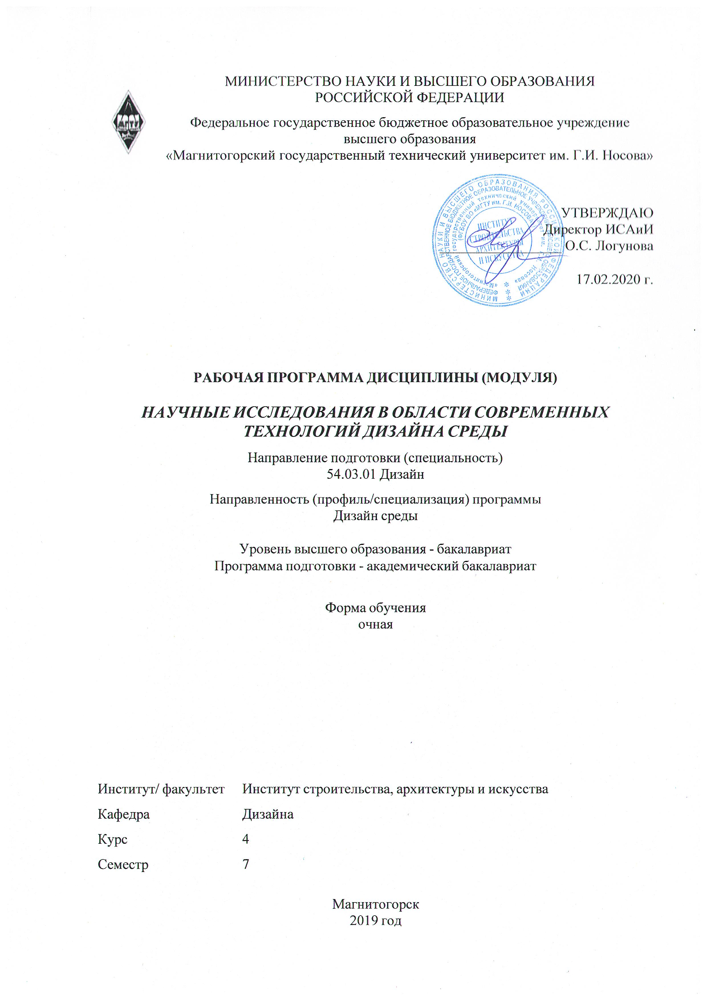 МИНИСТЕРСТВО НАУКИ И ВЫСШЕГО ОБРАЗОВАНИЯ
РОССИЙСКОЙ ФЕДЕРАЦИИ
Федеральное государственное бюджетное образовательное учреждение
высшего образования
«Магнитогорский государственный технический университет им. Г.И. Носова»
МГТУ
УТВЕРЖДАЮ
Директор ИСАиИ
О.С. Логунова
17.02.2020 г.
МИНИСТЕРСТВО НАУКИ И ВЫСШЕГО ОБРАЗОВАНИЯ РОССИЙСКОЙ ФЕДЕРАЦИИ
ФЕДЕРАЛЬНОЕ ГОСУДАРСТВЕННОЕ БЮДЖЕТНОЕ ОБРАЗОВАТЕЛЬНОЕ УЧРЕЖДЕНИЕ ВЫСШЕГО ОБРАЗОВАНИЯ
«Магнитогорский государственный технический университет им. Г.И. Носова»
(ФГБОУ ВО «МГТУ им. Г.И. НОСОВА»)
ИНСТИТУТ
СТРОИТЕЛЬСТВА,
АРХИТЕКТУРЫ
И ИСКУССТВА
РАБОЧАЯ ПРОГРАММА ДИСЦИПЛИНЫ (МОДУЛЯ)
НАУЧНЫЕ ИССЛЕДОВАНИЯ В ОБЛАСТИ СОВРЕМЕННЫХ
ТЕХНОЛОГИЙ ДИЗАЙНА СРЕДЫ
Направление подготовки (специальность)
54.03.01 Дизайн
Направленность (профиль/специализация) программы
Дизайн среды
Уровень высшего образования - бакалавриат
Программа подготовки - академический бакалавриат
Форма обучения
очная
Институт/ факультет Институт строительства, архитектуры и искусства
Кафедра Дизайна
Курс 4
Семестр 7
Магнитогорск
2019 год